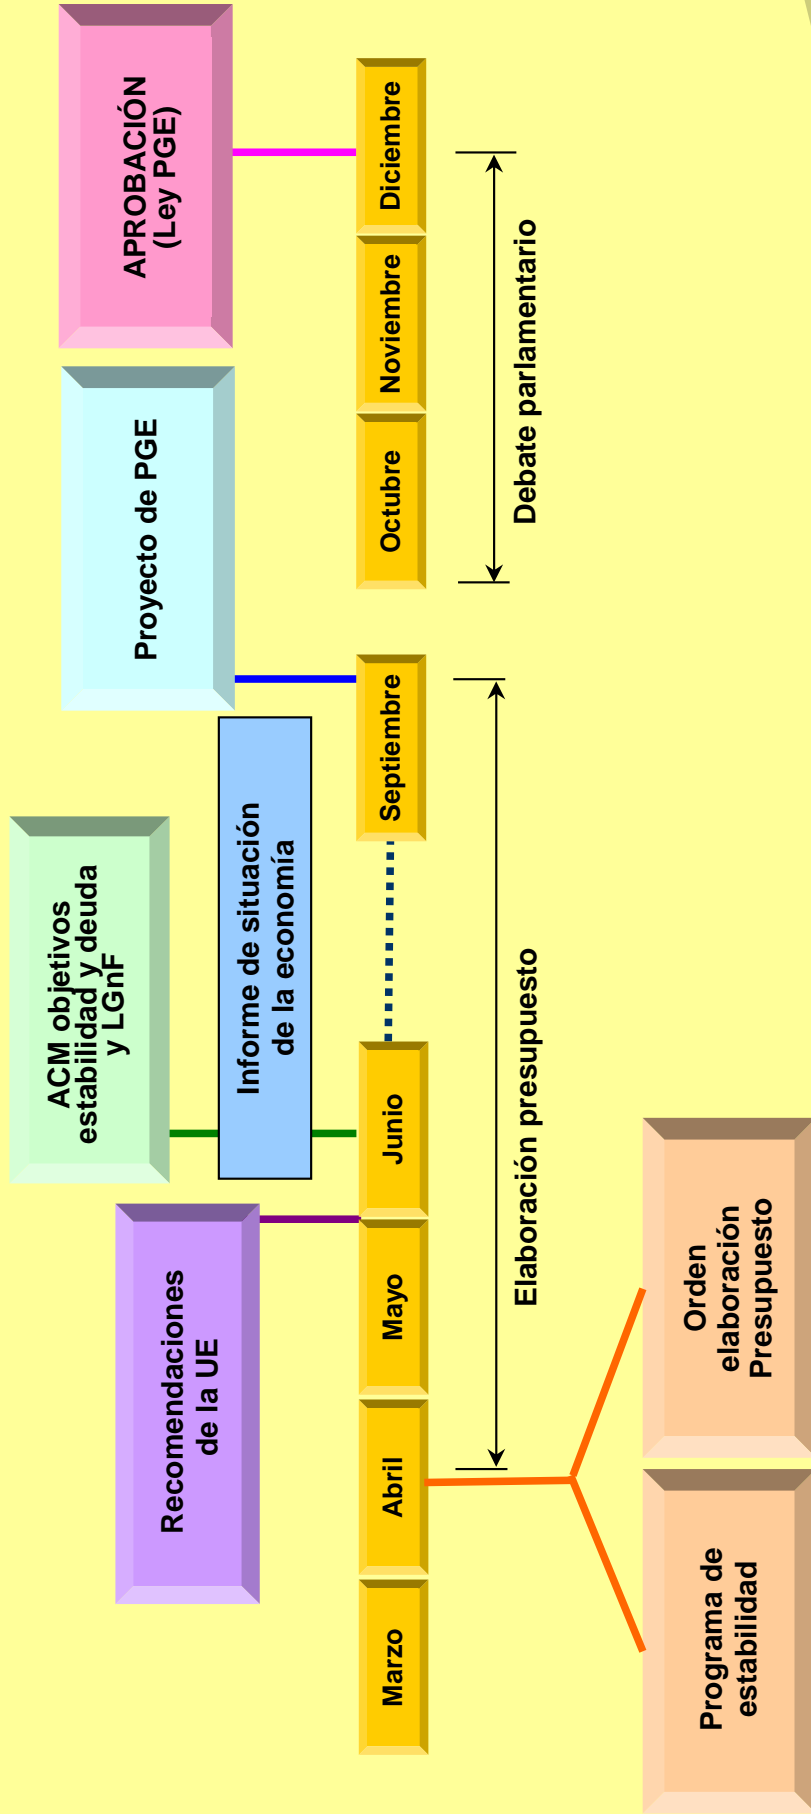 ACM objetivos
estabilidad y deuda
y LGnF
Recomendaciones
de la UE
Informe de situación
de la economía
Proyecto de PGE
APROBACIÓN
(Ley PGE)
Marzo
Abril
Mayo
Junio
Septiembre
Octubre
Noviembre
Diciembre
Elaboración presupuesto
Debate parlamentario
Programa de
estabilidad
Orden
elaboración
Presupuesto